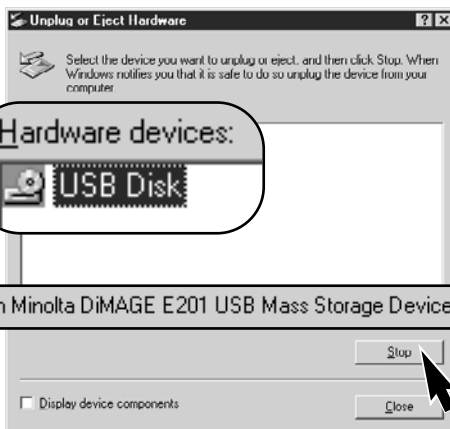 Unplug or Eject Hardware
Select the device you want to unplug or eject, and then click Stop. When
Windows notifies you that it is safe to do so unplug the device from your
computer.
Hardware devices:
USB Disk
n Minolta DiMAGE E201 USB Mass Storage Device
Stop
Display device components
Close